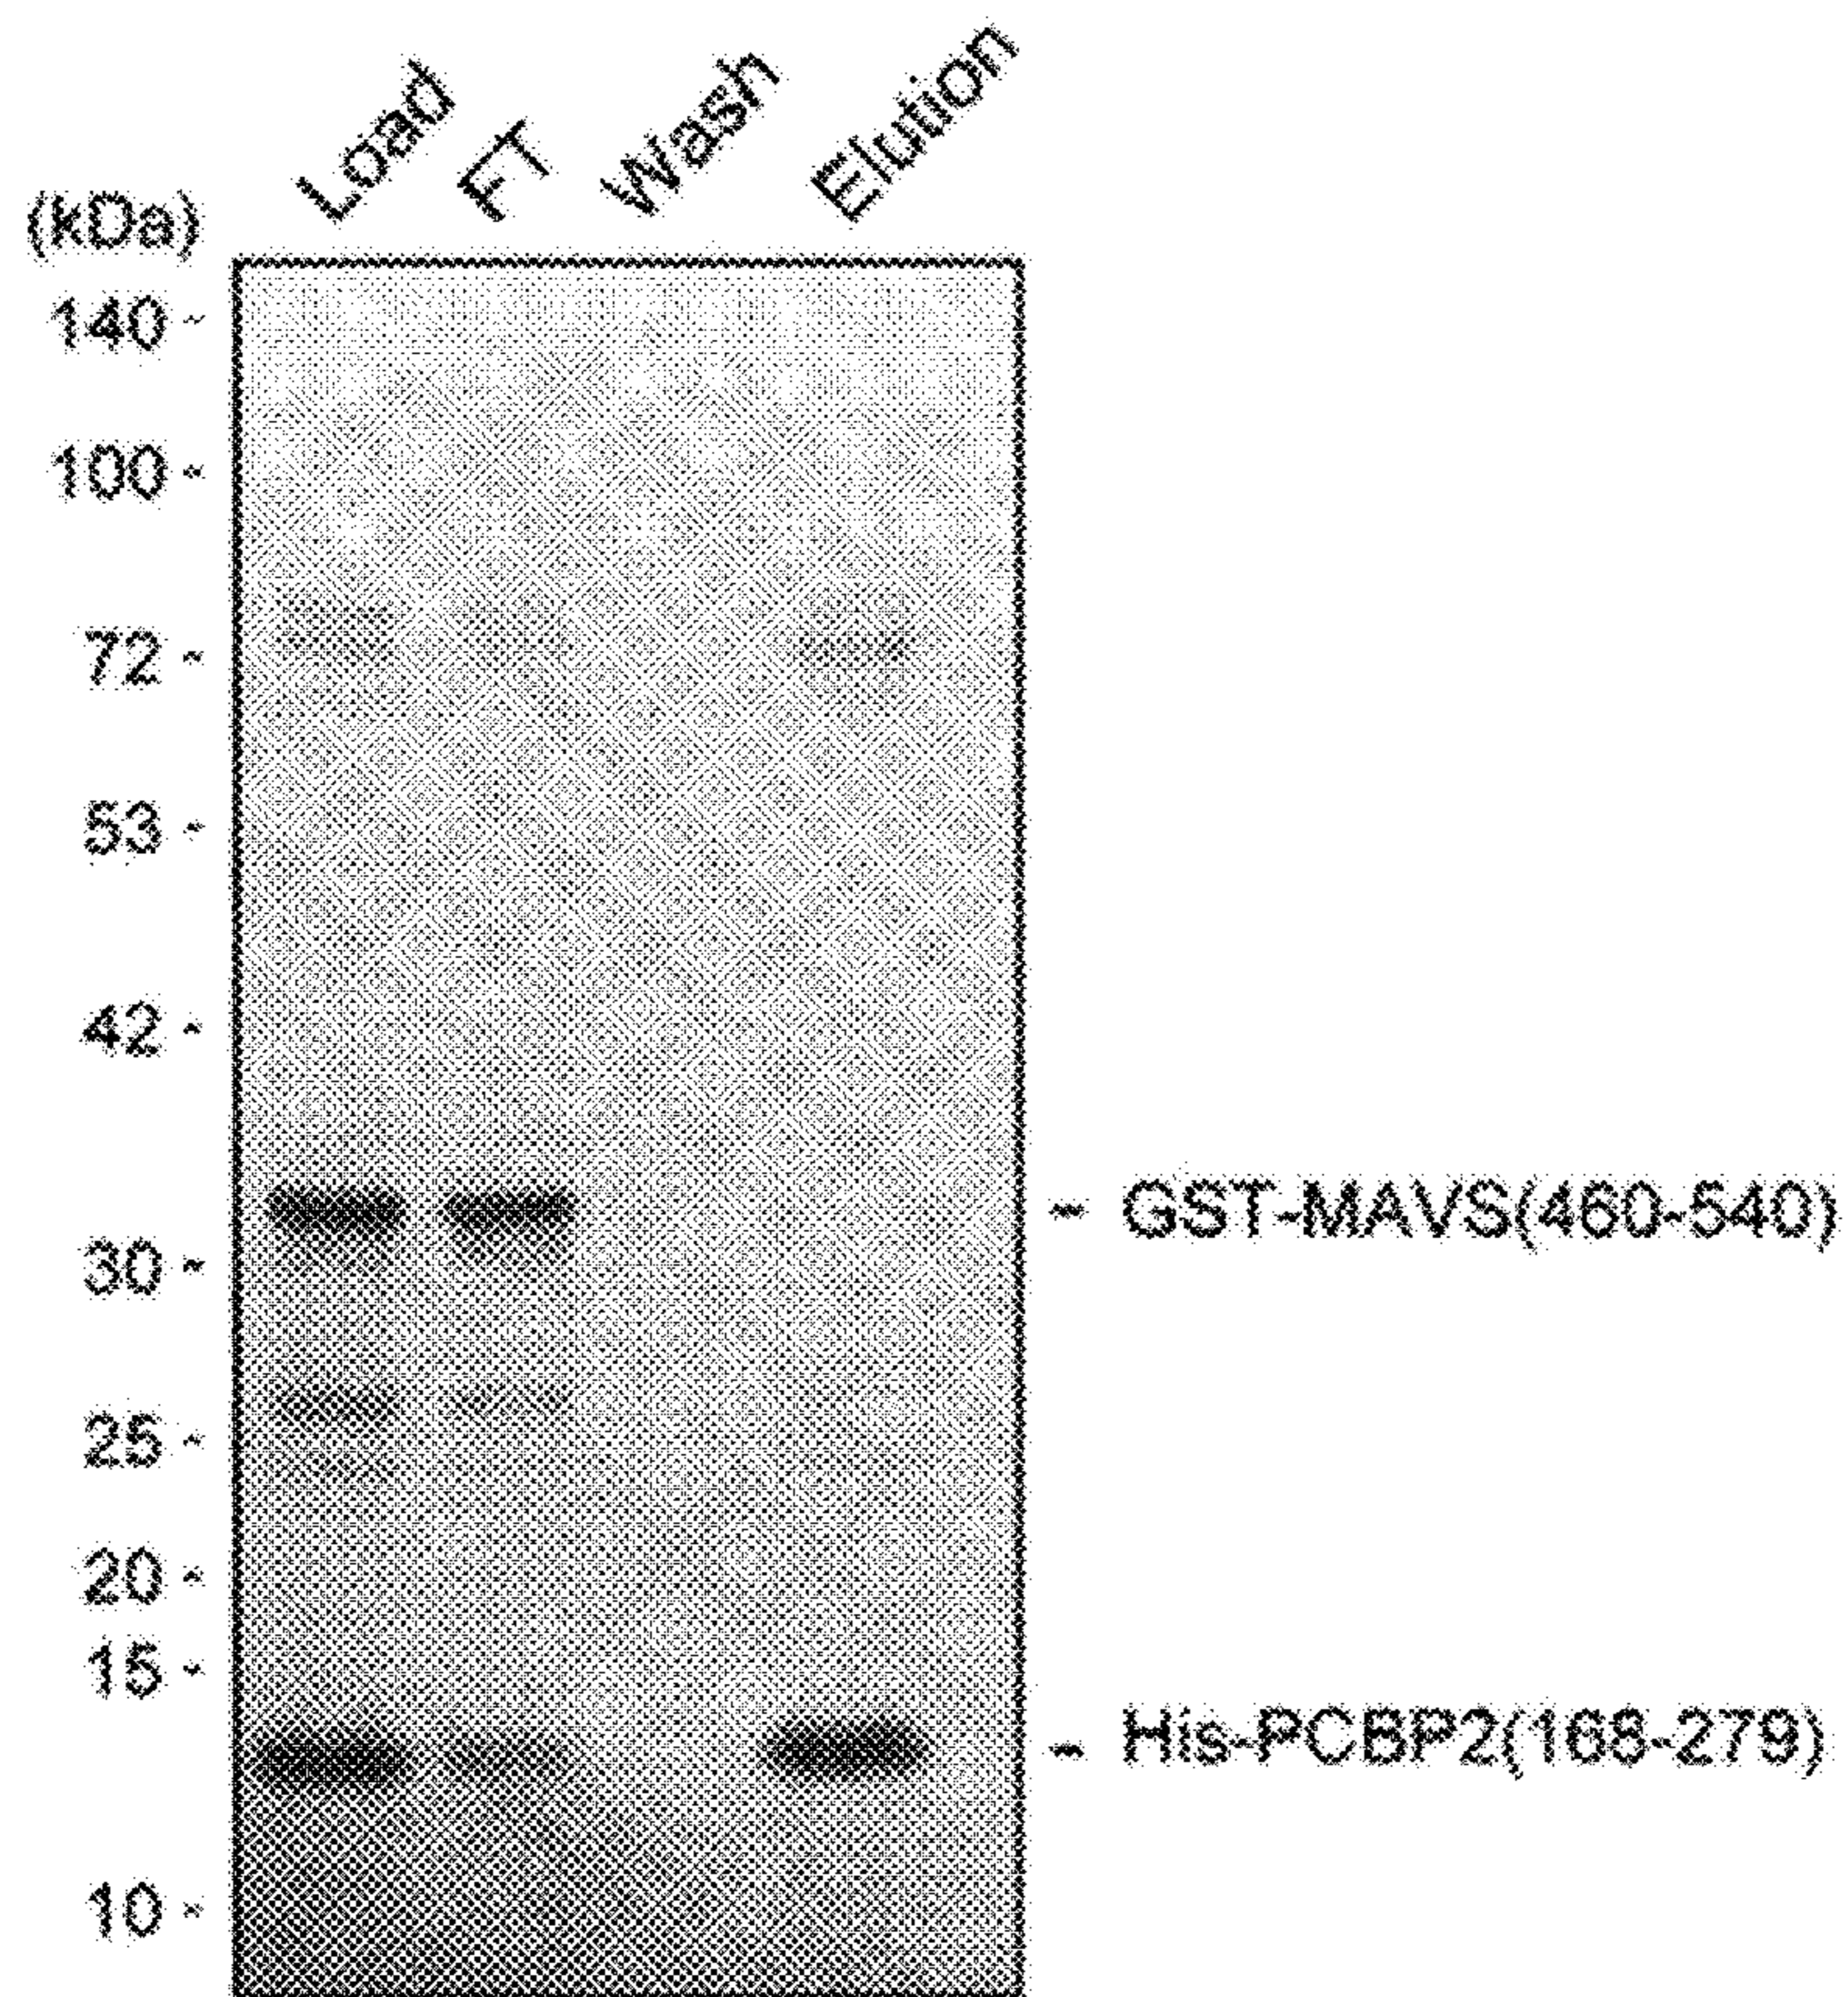 Load FT Wash Elution
(kDa)
140 -
100 -
72 -
53 -
42 -
- GST-MAVS(460-540)
30 -
25 -
20 -
15 -
- His-PCBP2(168-279)
10 -